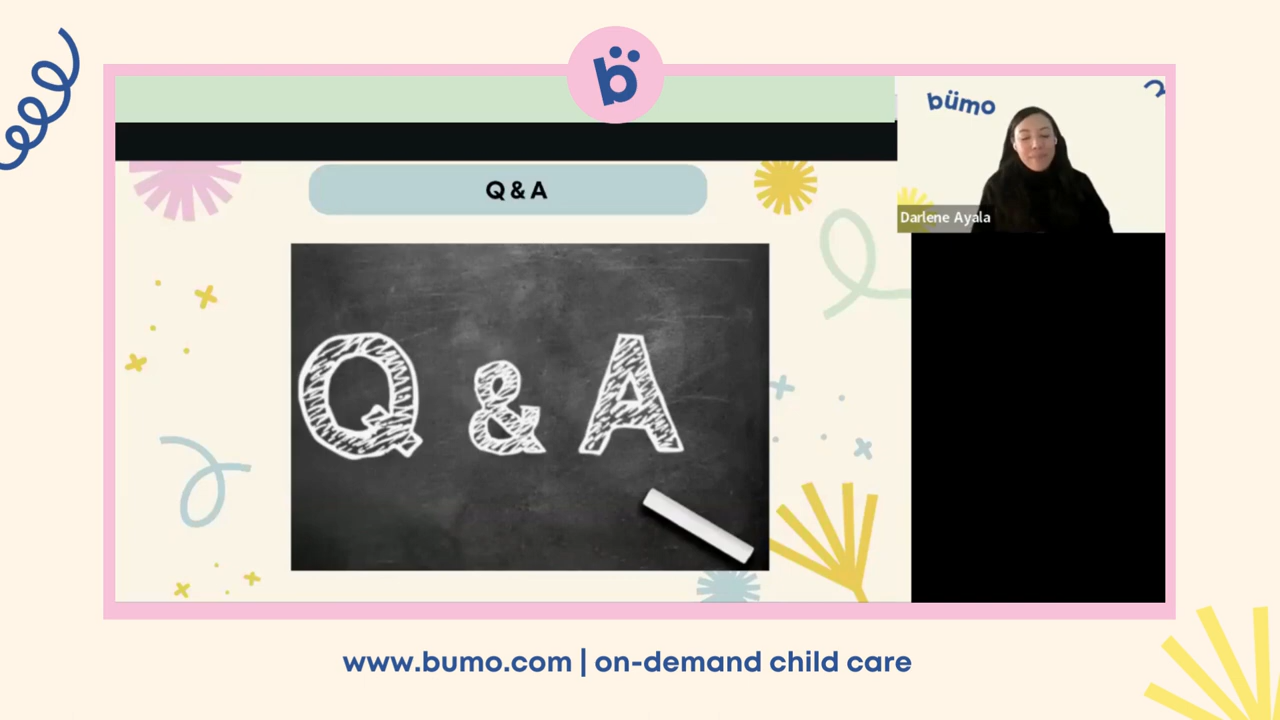 b
bümo
Q & A
Darlene Ayala
Q & A
www.bumo.com | on-demand child care